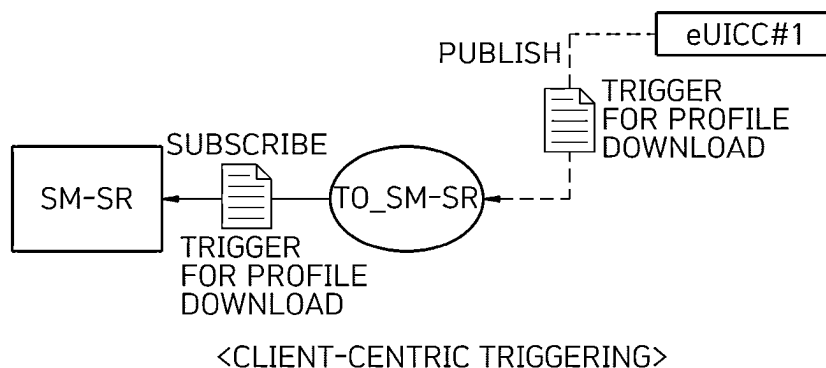 eUICC#1
PUBLISH
TRIGGER
FOR PROFILE
DOWNLOAD
SUBSCRIBE
SM-SR
TO_SM-SR
TRIGGER
FOR PROFILE
DOWNLOAD
<CLIENT-CENTRIC TRIGGERING>